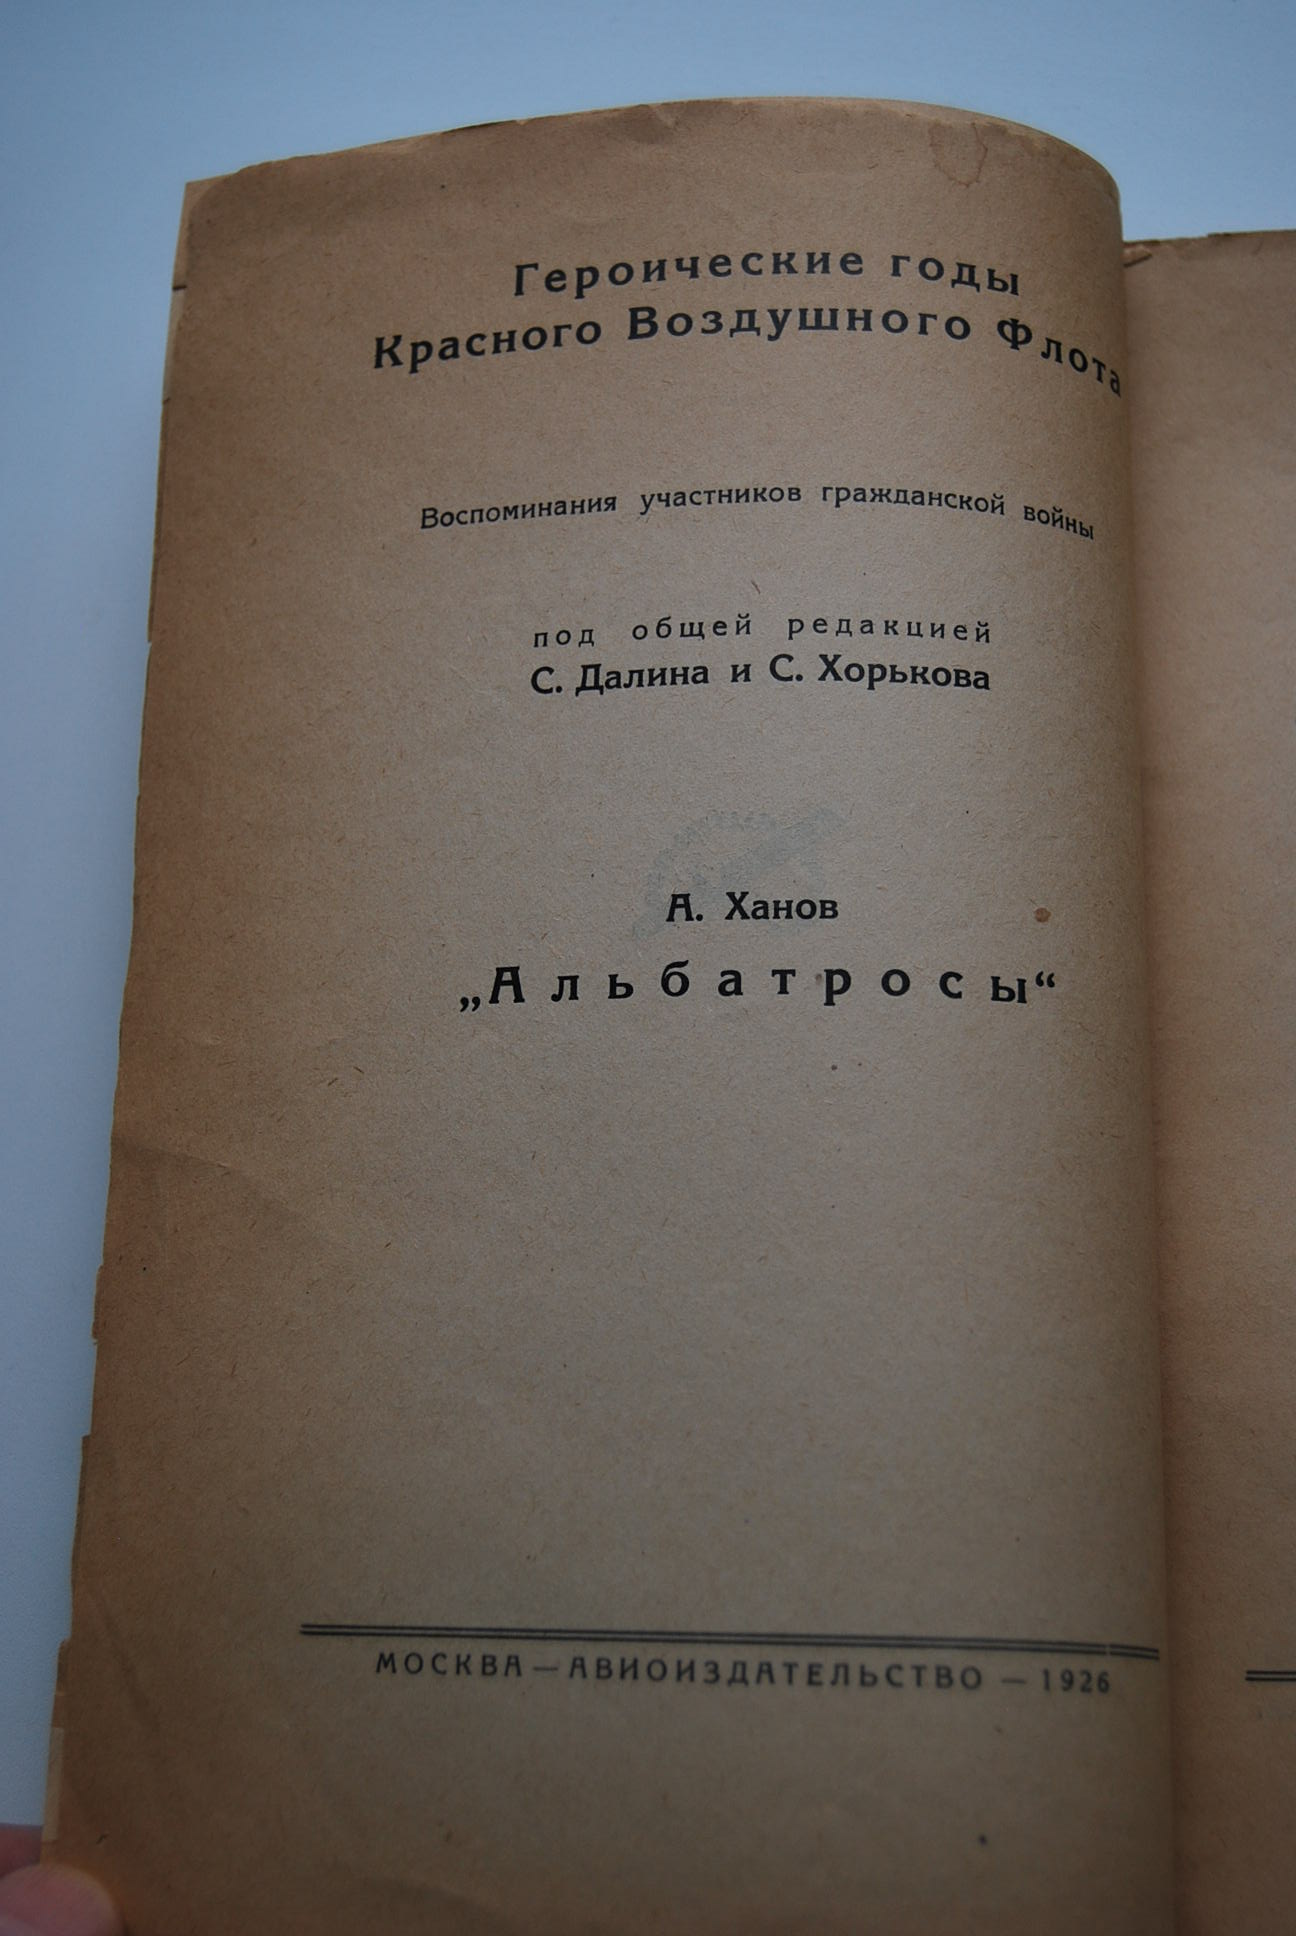 Героические годы
Красного Воздушного Флота
Воспоминания участников гражданской войны
под общей редакцией
С. Далина и С. Хорькова
А. Ханов
„Альбатросы“
МОСКВА — АВИОИЗДАТЕЛЬСТВО — 1926